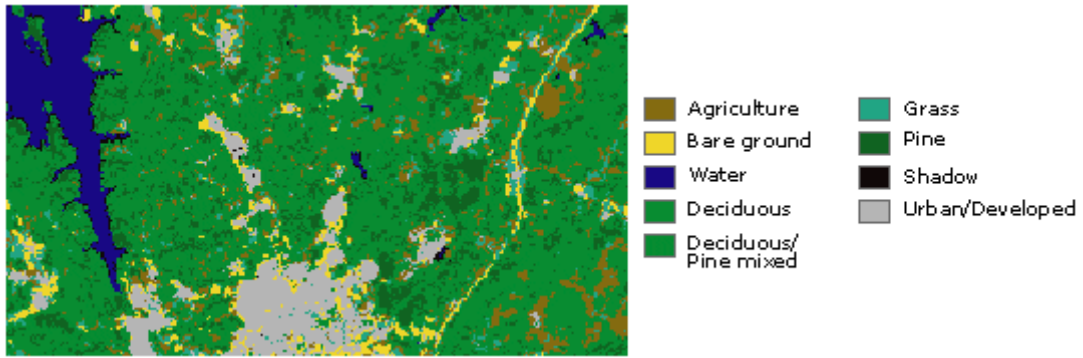 Agriculture
Bare ground
Water
Deciduous
Deciduous/
Pine mixed
Grass
Pine
Shadow
Urban/Developed